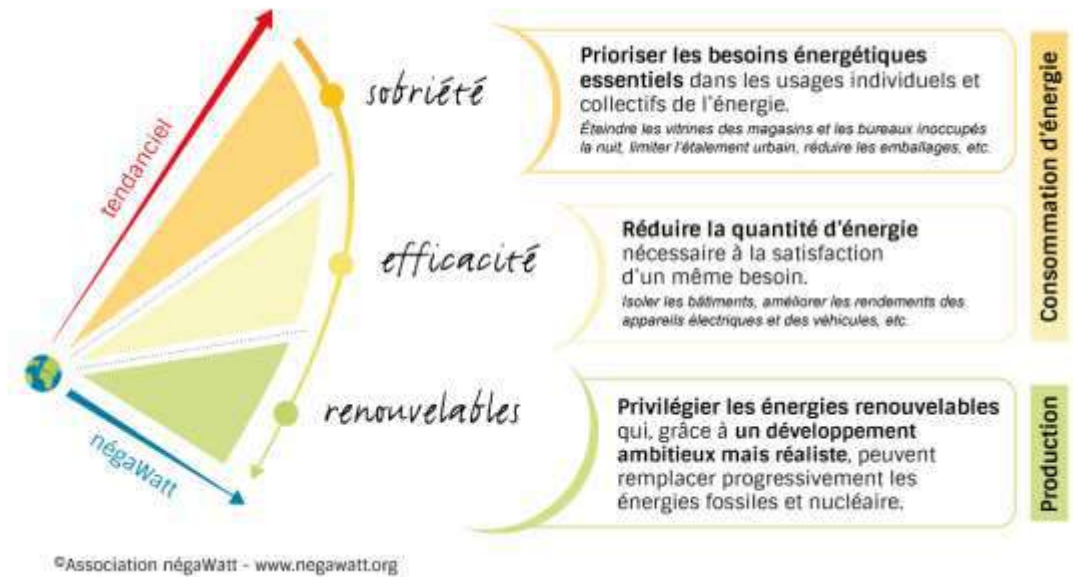 tendanciel
négaWatt
sobriété
efficacité
renouvelables
Prioriser les besoins énergétiques
essentiels dans les usages individuels et
collectifs de l'énergie.
Éteindre les vitrines des magasins et les bureaux inoccupés
la nuit, limiter l'étalement urbain, réduire les emballages, etc.
Réduire la quantité d'énergie
nécessaire à la satisfaction
d'un même besoin.
Isoler les bâtiments, améliorer les rendements des
appareils électriques et des véhicules, etc.
Privilégier les énergies renouvelables
qui, grâce à un développement
ambitieux mais réaliste, peuvent
remplacer progressivement les
énergies fossiles et nucléaire.
Consommation d'énergie
Production
©Association négaWatt - www.negawatt.org